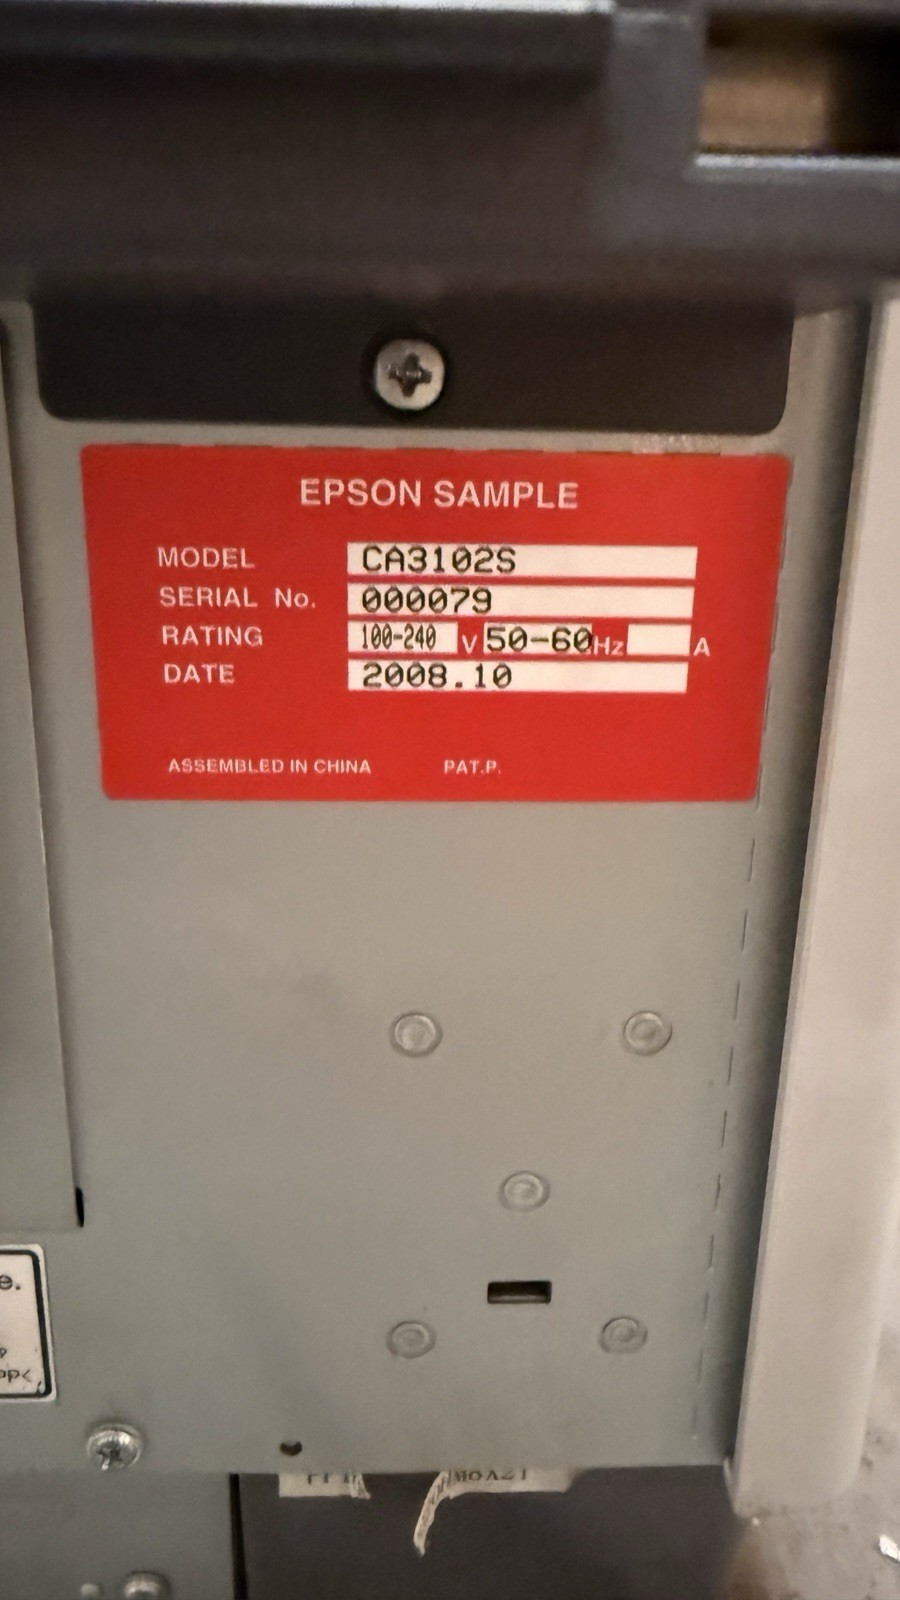 EPSON SAMPLE
MODEL CA3102S
SERIAL No. 000079
RATING 100-240 V 50-60 Hz A
DATE 2008.10
ASSEMBLED IN CHINA PAT.P.
e.